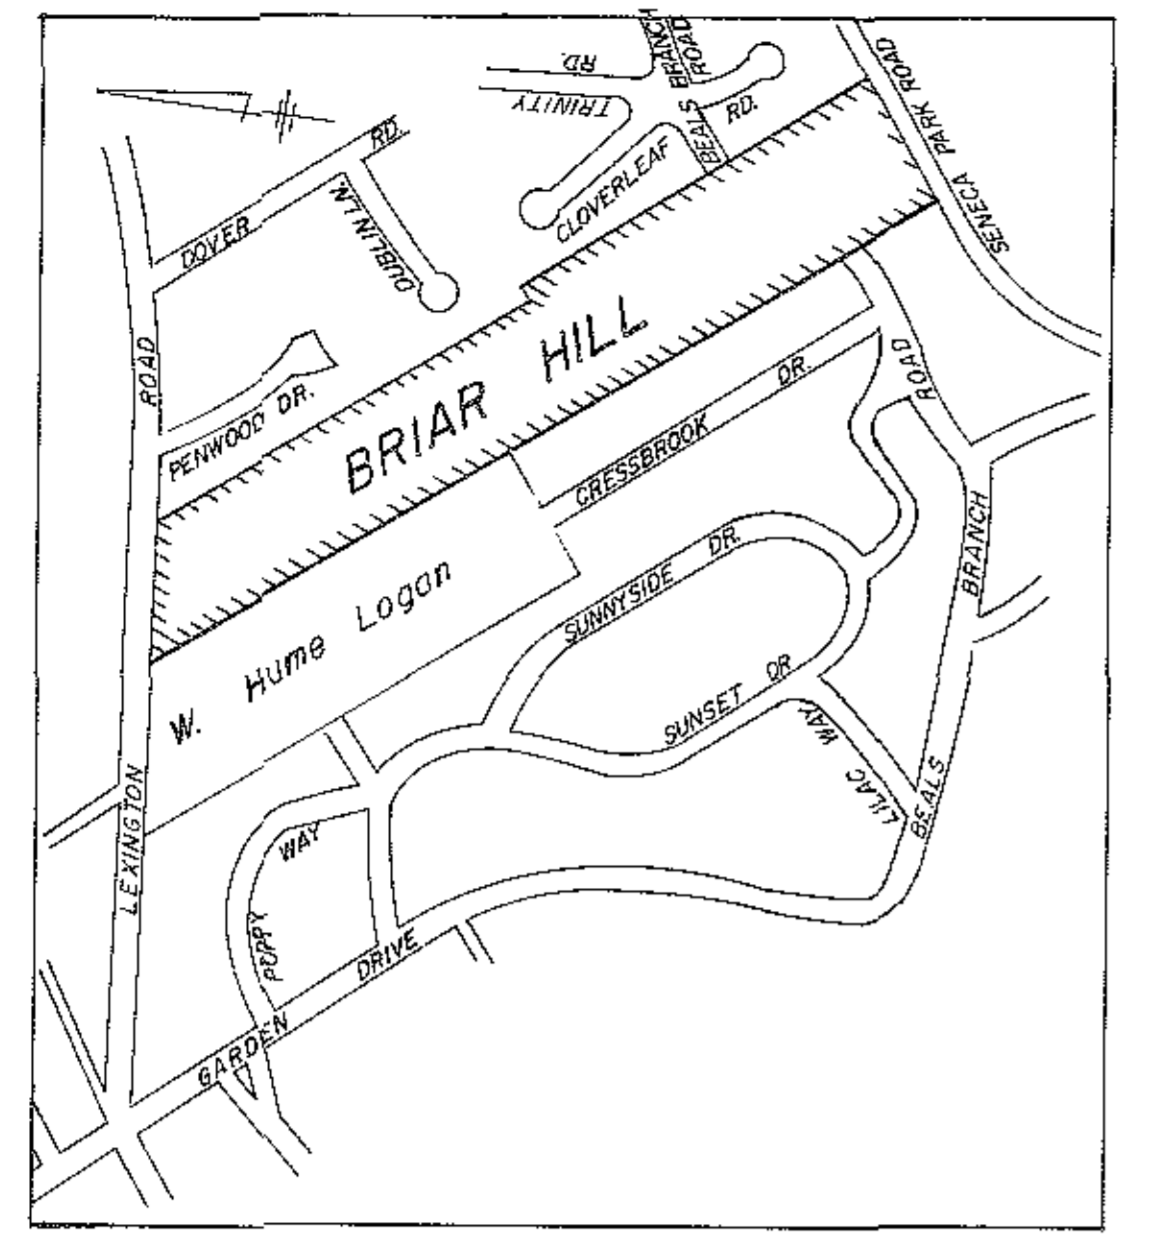 BEALS BRANCH ROAD
SENECA PARK ROAD
TRINITY RD.
RD.
CLOVERLEAF
DOVER RD.
DUBLIN LN.
PENWOOD DR.
LEXINGTON ROAD
BRIAR HILL
W. Hume Logan
CRESSBROOK DR.
BEALS BRANCH ROAD
SUNNYSIDE DR.
SUNSET DR
LILAC WAY
POPPY WAY
GARDEN DRIVE